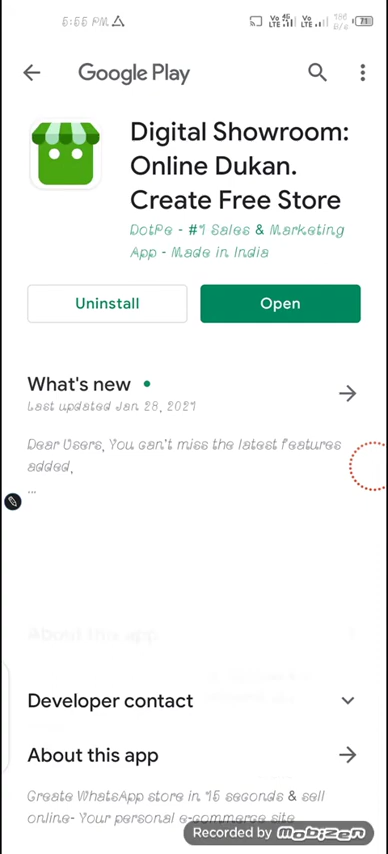 5:55 PM
Google Play
Digital Showroom:
Online Dukan.
Create Free Store
DotPe - #1 Sales & Marketing
App - Made in India
Uninstall
Open
What's new
Last updated Jan 28, 2021
Dear Users, You can't miss the latest features
added,
...
About this app
Developer contact
About this app
Create WhatsApp store in 15 seconds & sell
online- Your personal e-commerce site
Recorded by mobizen